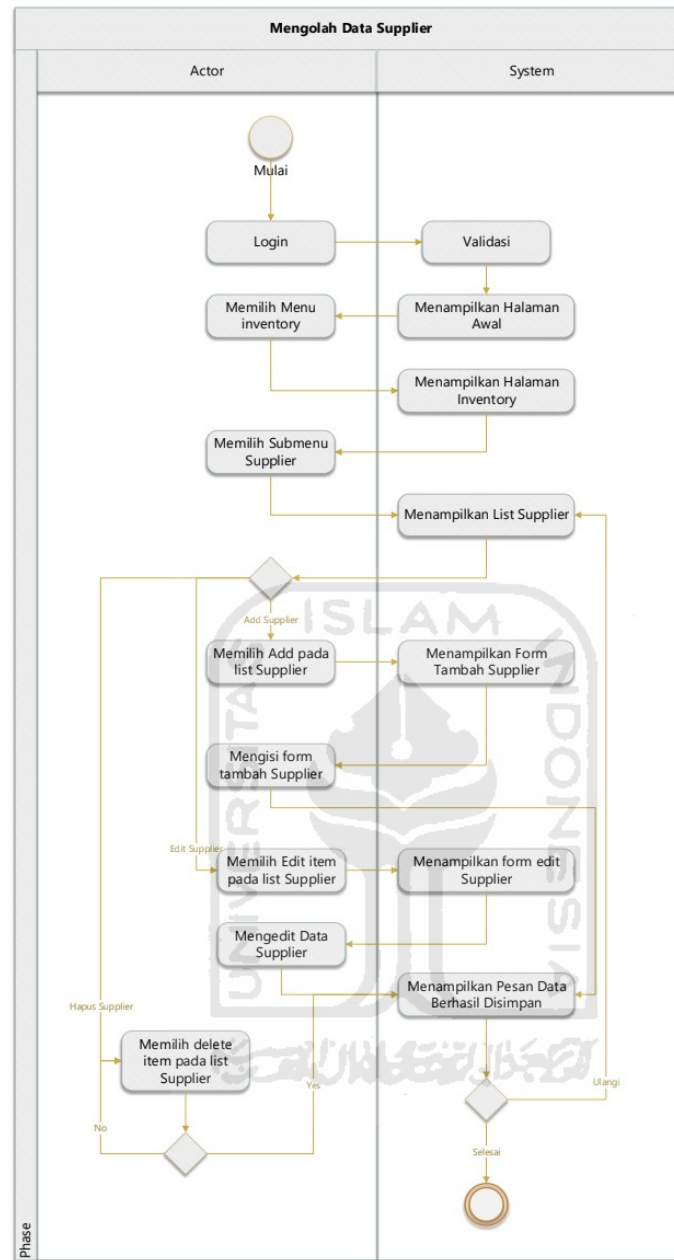 Mengolah Data Supplier
Actor
System
Mulai
Login
Validasi
Memilih Menu
inventory
Menampilkan Halaman
Awal
Menampilkan Halaman
Inventory
Memilih Submenu
Supplier
Menampilkan List Supplier
Add Supplier
ISLAM
UNIVERSITAS
INDONESIA
Memilih Add pada
list Supplier
Menampilkan Form
Tambah Supplier
Mengisi form
tambah Supplier
Edit Supplier
Memilih Edit item
pada list Supplier
Menampilkan form edit
Supplier
Mengedit Data
Supplier
Menampilkan Pesan Data
Berhasil Disimpan
Hapus Supplier
Memilih delete
item pada list
Supplier
Yes
Ulangi
No
Selesai
Phase